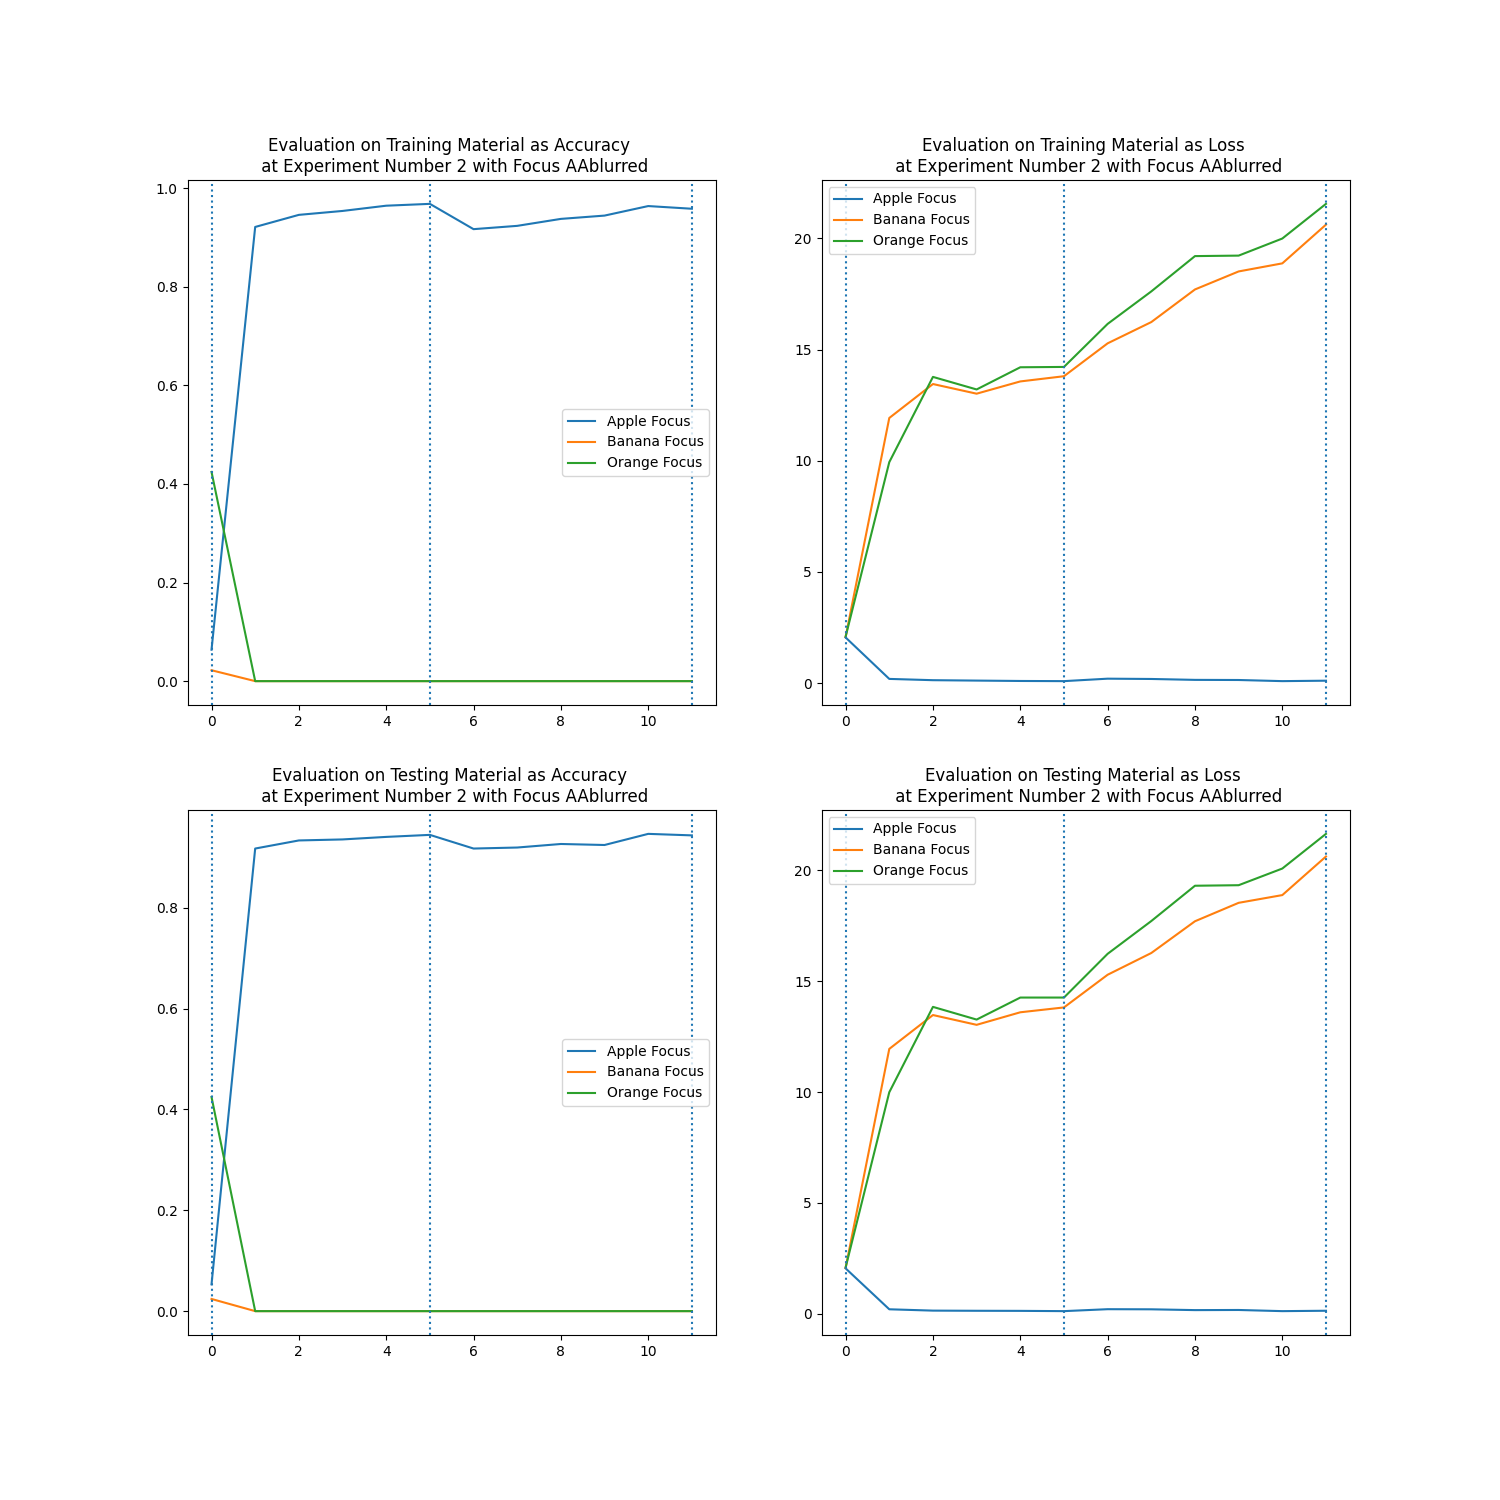 Evaluation on Training Material as Accuracy
at Experiment Number 2 with Focus AAblurred
1.0
0.8
0.6
0.4
0.2
0.0
Apple Focus
Banana Focus
Orange Focus
0 2 4 6 8 10
Evaluation on Training Material as Loss
at Experiment Number 2 with Focus AAblurred
Apple Focus
Banana Focus
Orange Focus
20
15
10
5
0
0 2 4 6 8 10
Evaluation on Testing Material as Accuracy
at Experiment Number 2 with Focus AAblurred
0.8
0.6
0.4
0.2
0.0
Apple Focus
Banana Focus
Orange Focus
0 2 4 6 8 10
Evaluation on Testing Material as Loss
at Experiment Number 2 with Focus AAblurred
Apple Focus
Banana Focus
Orange Focus
20
15
10
5
0
0 2 4 6 8 10